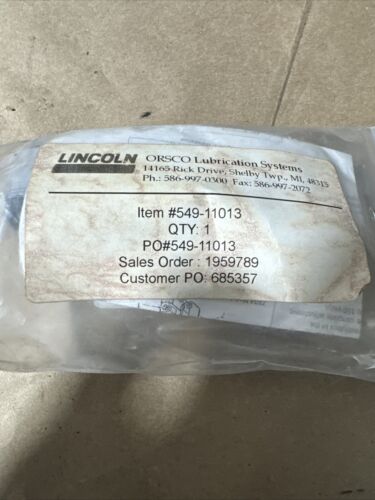 LINCOLN
ORSCO Lubrication Systems
14165 Rick Drive, Shelby Twp., MI, 48315
Ph.: 586-997-0300 Fax: 586-997-2072
Item #549-11013
QTY: 1
PO#549-11013
Sales Order : 1959789
Customer PO: 685357